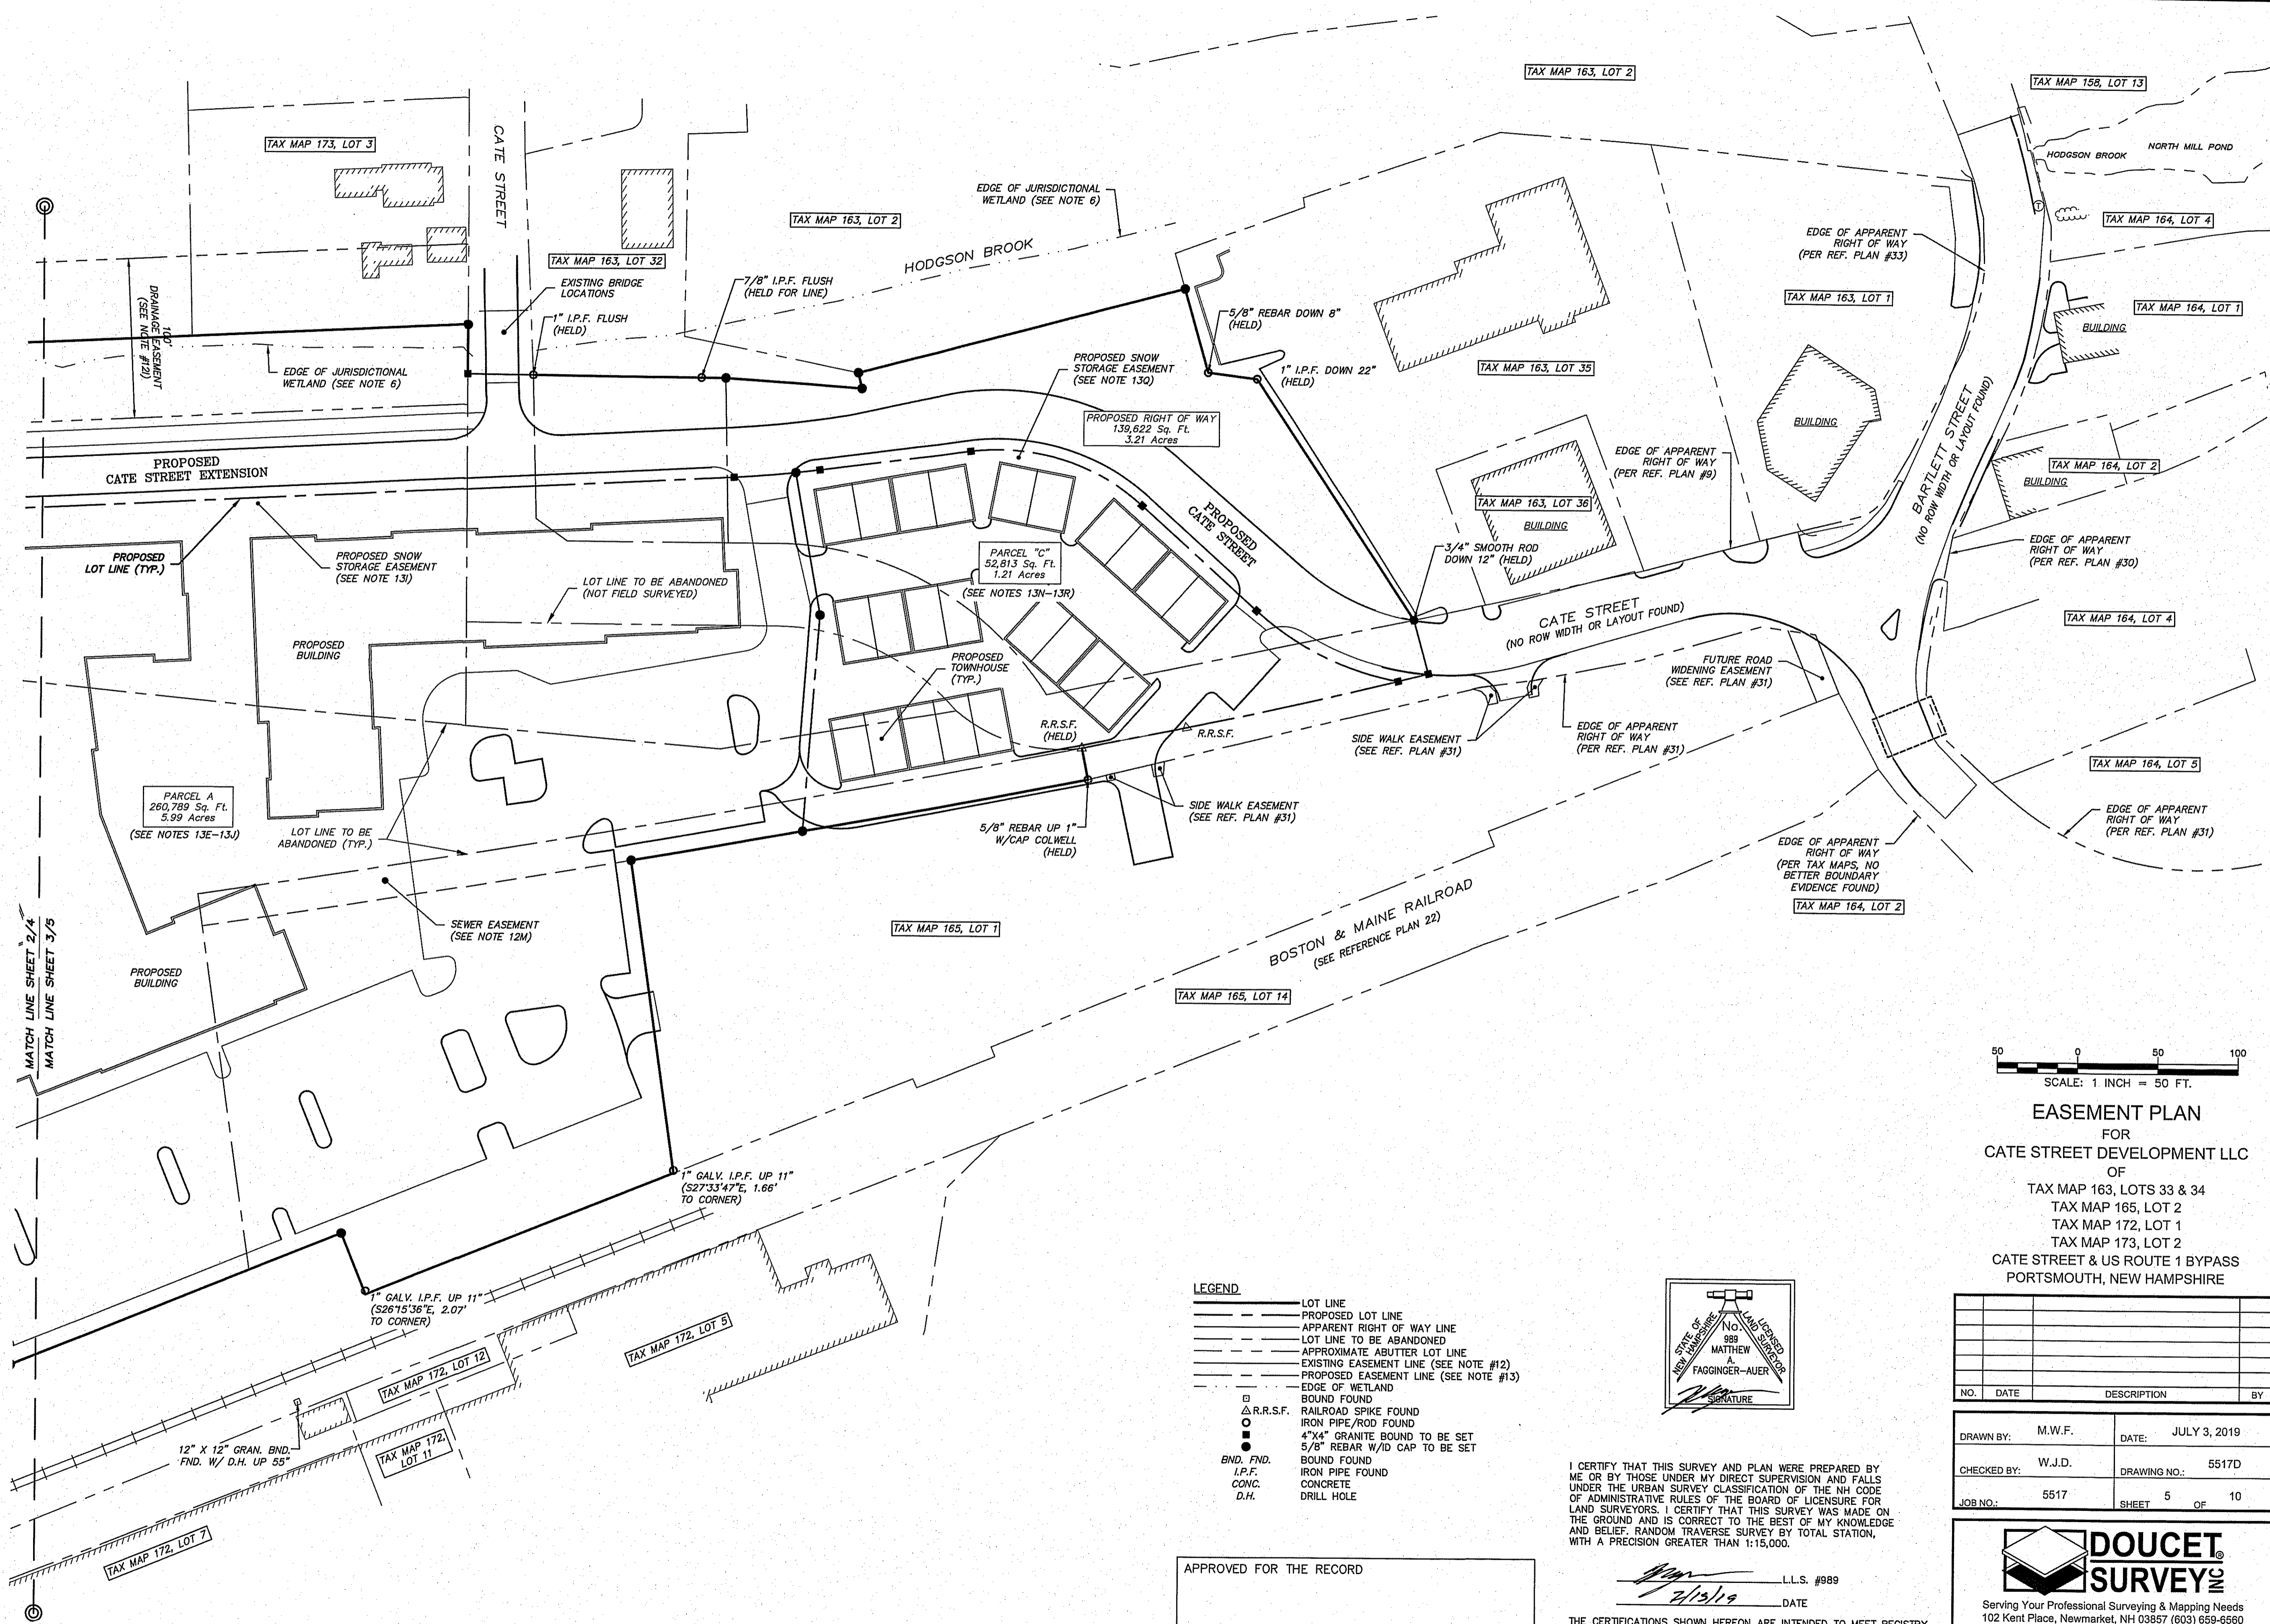 TAX MAP 163, LOT 2
TAX MAP 158, LOT 13
TAX MAP 173, LOT 3
CATE STREET
HODGSON BROOK
NORTH MILL POND
EDGE OF JURISDICTIONAL
WETLAND (SEE NOTE 6)
TAX MAP 163, LOT 2
TAX MAP 164, LOT 4
EDGE OF APPARENT
RIGHT OF WAY
(PER REF. PLAN #33)
HODGSON BROOK
TAX MAP 163, LOT 32
EXISTING BRIDGE
LOCATIONS
7/8" I.P.F. FLUSH
(HELD FOR LINE)
1" I.P.F. FLUSH
(HELD)
100'
DRAINAGE EASEMENT
(SEE NOTE #12I)
5/8" REBAR DOWN 8"
(HELD)
TAX MAP 163, LOT 1
TAX MAP 164, LOT 1
BUILDING
EDGE OF JURISDICTIONAL
WETLAND (SEE NOTE 6)
PROPOSED SNOW
STORAGE EASEMENT
(SEE NOTE 13Q)
1" I.P.F. DOWN 22"
(HELD)
TAX MAP 163, LOT 35
PROPOSED RIGHT OF WAY
139,622 Sq. Ft.
3.21 Acres
BUILDING
BARTLETT STREET
(NO ROW WIDTH OR LAYOUT FOUND)
PROPOSED
CATE STREET EXTENSION
EDGE OF APPARENT
RIGHT OF WAY
(PER REF. PLAN #9)
TAX MAP 164, LOT 2
BUILDING
TAX MAP 163, LOT 36
BUILDING
PROPOSED
CATE STREET
PROPOSED
LOT LINE (TYP.)
PROPOSED SNOW
STORAGE EASEMENT
(SEE NOTE 13I)
PARCEL "C"
52,813 Sq. Ft.
1.21 Acres
(SEE NOTES 13N-13R)
3/4" SMOOTH ROD
DOWN 12" (HELD)
EDGE OF APPARENT
RIGHT OF WAY
(PER REF. PLAN #30)
LOT LINE TO BE ABANDONED
(NOT FIELD SURVEYED)
CATE STREET
(NO ROW WIDTH OR LAYOUT FOUND)
TAX MAP 164, LOT 4
PROPOSED
BUILDING
PROPOSED
TOWNHOUSE
(TYP.)
FUTURE ROAD
WIDENING EASEMENT
(SEE REF. PLAN #31)
R.R.S.F.
(HELD)
R.R.S.F.
SIDE WALK EASEMENT
(SEE REF. PLAN #31)
EDGE OF APPARENT
RIGHT OF WAY
(PER REF. PLAN #31)
TAX MAP 164, LOT 5
PARCEL A
260,789 Sq. Ft.
5.99 Acres
(SEE NOTES 13E-13J)
LOT LINE TO BE
ABANDONED (TYP.)
SIDE WALK EASEMENT
(SEE REF. PLAN #31)
5/8" REBAR UP 1"
W/CAP COLWELL
(HELD)
EDGE OF APPARENT
RIGHT OF WAY
(PER REF. PLAN #31)
EDGE OF APPARENT
RIGHT OF WAY
(PER TAX MAPS, NO
BETTER BOUNDARY
EVIDENCE FOUND)
TAX MAP 164, LOT 2
SEWER EASEMENT
(SEE NOTE 12M)
TAX MAP 165, LOT 1
BOSTON & MAINE RAILROAD
(SEE REFERENCE PLAN 22)
MATCH LINE SHEET 2/4
MATCH LINE SHEET 3/5
PROPOSED
BUILDING
TAX MAP 165, LOT 14
1" GALV. I.P.F. UP 11"
(S27°33'47"E, 1.66'
TO CORNER)
1" GALV. I.P.F. UP 11"
(S26°15'36"E, 2.07'
TO CORNER)
TAX MAP 172, LOT 5
TAX MAP 172, LOT 12
12" X 12" GRAN. BND.
FND. W/ D.H. UP 55"
TAX MAP 172,
LOT 11
TAX MAP 172, LOT 7
LEGEND
LOT LINE
PROPOSED LOT LINE
APPARENT RIGHT OF WAY LINE
LOT LINE TO BE ABANDONED
APPROXIMATE ABUTTER LOT LINE
EXISTING EASEMENT LINE (SEE NOTE #12)
PROPOSED EASEMENT LINE (SEE NOTE #13)
EDGE OF WETLAND
BOUND FOUND
R.R.S.F. RAILROAD SPIKE FOUND
IRON PIPE/ROD FOUND
4"X4" GRANITE BOUND TO BE SET
5/8" REBAR W/ID CAP TO BE SET
BND. FND. BOUND FOUND
I.P.F. IRON PIPE FOUND
CONC. CONCRETE
D.H. DRILL HOLE
STATE OF
NEW HAMPSHIRE
LICENSED
LAND SURVEYOR
No.
989
MATTHEW
A.
FAGGINGER-AUER
SIGNATURE
I CERTIFY THAT THIS SURVEY AND PLAN WERE PREPARED BY
ME OR BY THOSE UNDER MY DIRECT SUPERVISION AND FALLS
UNDER THE URBAN SURVEY CLASSIFICATION OF THE NH CODE
OF ADMINISTRATIVE RULES OF THE BOARD OF LICENSURE FOR
LAND SURVEYORS. I CERTIFY THAT THIS SURVEY WAS MADE ON
THE GROUND AND IS CORRECT TO THE BEST OF MY KNOWLEDGE
AND BELIEF. RANDOM TRAVERSE SURVEY BY TOTAL STATION,
WITH A PRECISION GREATER THAN 1:15,000.
L.L.S. #989
DATE
THE CERTIFICATIONS SHOWN HEREON ARE INTENDED TO MEET REGISTRY
APPROVED FOR THE RECORD
50 0 50 100
SCALE: 1 INCH = 50 FT.
EASEMENT PLAN
FOR
CATE STREET DEVELOPMENT LLC
OF
TAX MAP 163, LOTS 33 & 34
TAX MAP 165, LOT 2
TAX MAP 172, LOT 1
TAX MAP 173, LOT 2
CATE STREET & US ROUTE 1 BYPASS
PORTSMOUTH, NEW HAMPSHIRE
NO. DATE DESCRIPTION BY
DRAWN BY: M.W.F. DATE: JULY 3, 2019
CHECKED BY: W.J.D. DRAWING NO.: 5517D
JOB NO.: 5517 SHEET 5 OF 10
DOUCET
SURVEY INC
Serving Your Professional Surveying & Mapping Needs
102 Kent Place, Newmarket, NH 03857 (603) 659-6560